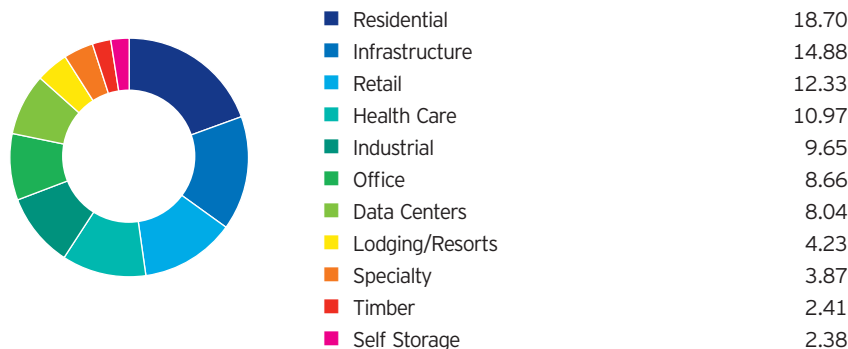 Residential 18.70
Infrastructure 14.88
Retail 12.33
Health Care 10.97
Industrial 9.65
Office 8.66
Data Centers 8.04
Lodging/Resorts 4.23
Specialty 3.87
Timber 2.41
Self Storage 2.38